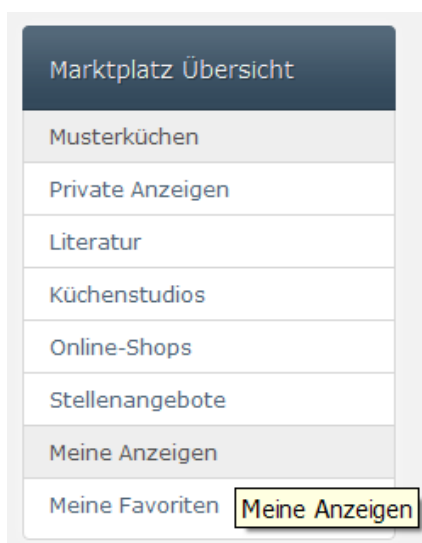 Marktplatz Übersicht
Musterküchen
Private Anzeigen
Literatur
Küchenstudios
Online-Shops
Stellenangebote
Meine Anzeigen
Meine Favoriten
Meine Anzeigen